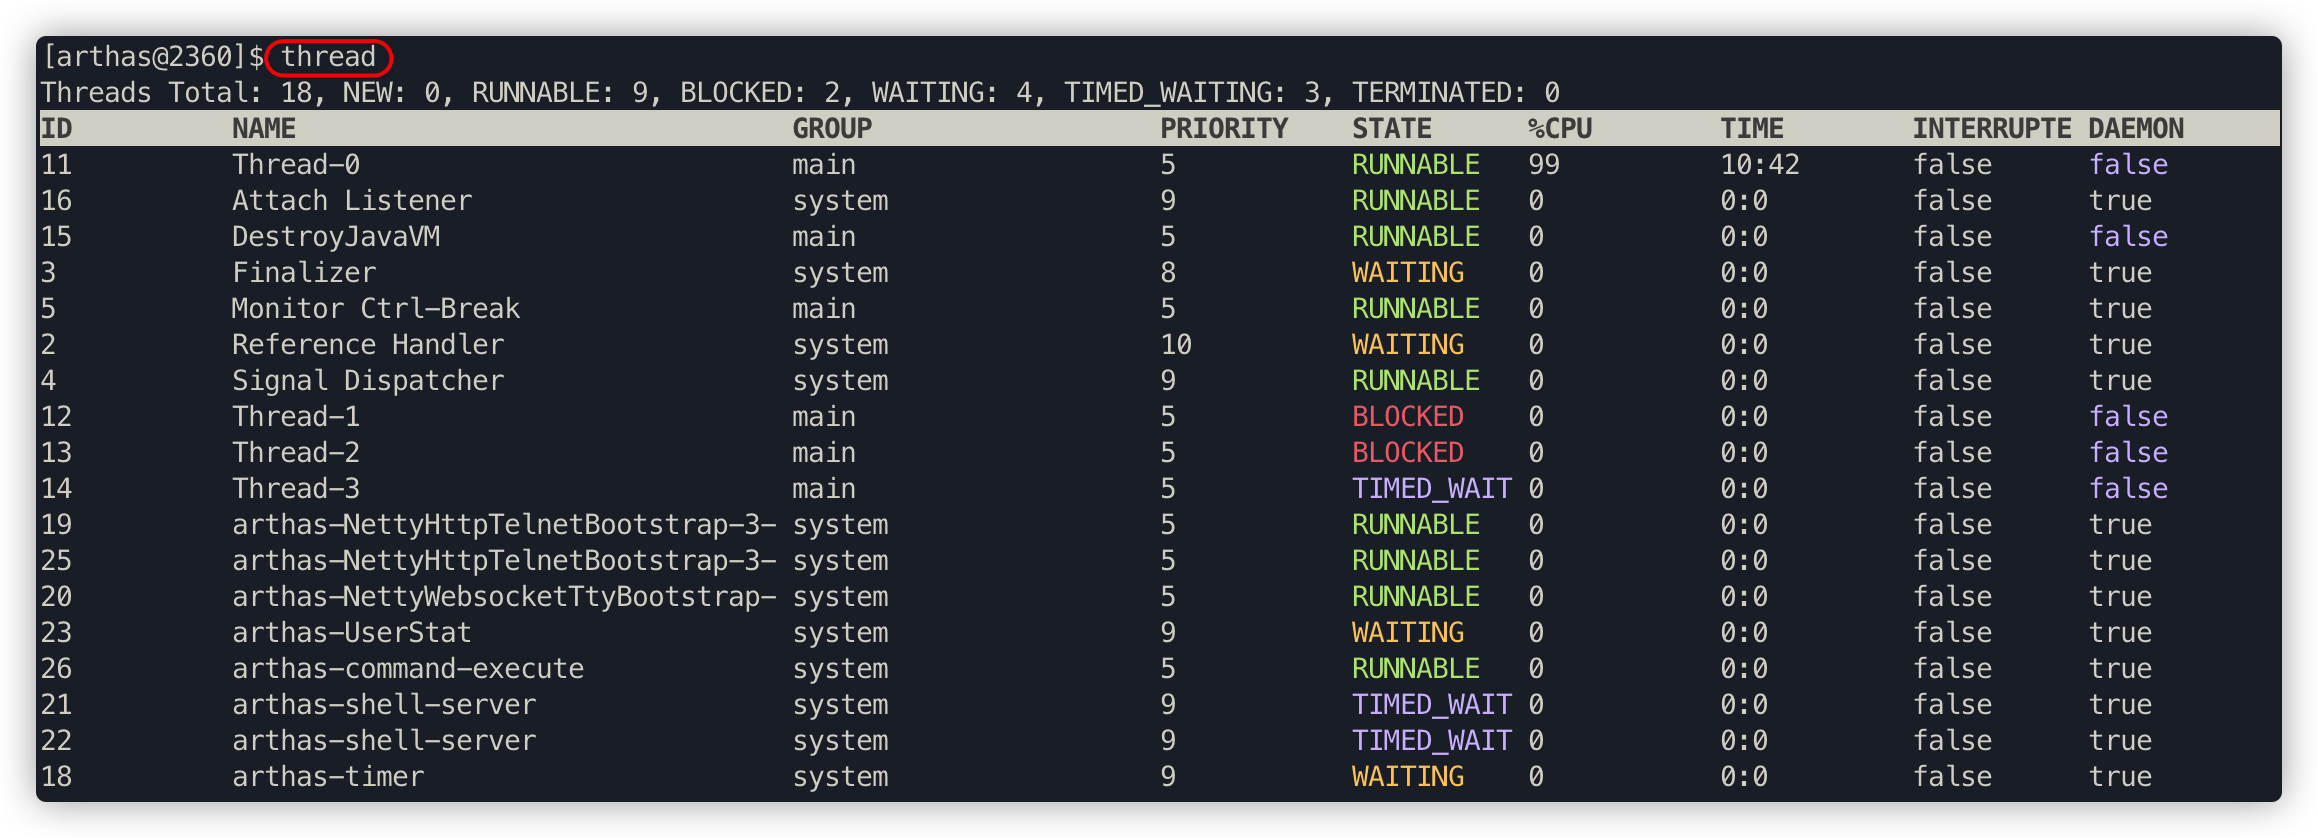 [arthas@2360]$ thread
Threads Total: 18, NEW: 0, RUNNABLE: 9, BLOCKED: 2, WAITING: 4, TIMED_WAITING: 3, TERMINATED: 0
ID NAME GROUP PRIORITY STATE %CPU TIME INTERRUPTE DAEMON
11 Thread-0 main 5 RUNNABLE 99 10:42 false false
16 Attach Listener system 9 RUNNABLE 0 0:0 false true
15 DestroyJavaVM main 5 RUNNABLE 0 0:0 false false
3 Finalizer system 8 WAITING 0 0:0 false true
5 Monitor Ctrl-Break main 5 RUNNABLE 0 0:0 false true
2 Reference Handler system 10 WAITING 0 0:0 false true
4 Signal Dispatcher system 9 RUNNABLE 0 0:0 false true
12 Thread-1 main 5 BLOCKED 0 0:0 false false
13 Thread-2 main 5 BLOCKED 0 0:0 false false
14 Thread-3 main 5 TIMED_WAIT 0 0:0 false false
19 arthas-NettyHttpTelnetBootstrap-3- system 5 RUNNABLE 0 0:0 false true
25 arthas-NettyHttpTelnetBootstrap-3- system 5 RUNNABLE 0 0:0 false true
20 arthas-NettyWebsocketTtyBootstrap- system 5 RUNNABLE 0 0:0 false true
23 arthas-UserStat system 9 WAITING 0 0:0 false true
26 arthas-command-execute system 5 RUNNABLE 0 0:0 false true
21 arthas-shell-server system 9 TIMED_WAIT 0 0:0 false true
22 arthas-shell-server system 9 TIMED_WAIT 0 0:0 false true
18 arthas-timer system 9 WAITING 0 0:0 false true